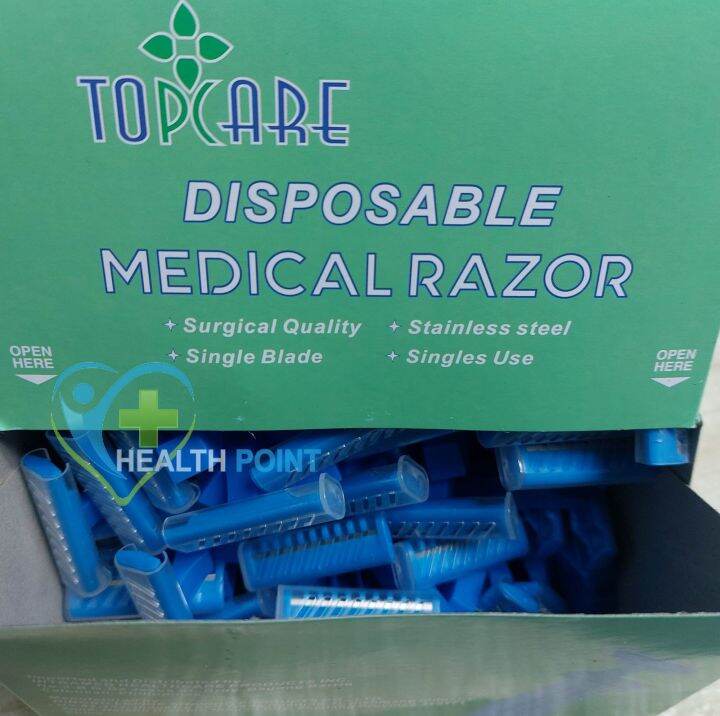 TOPCARE
DISPOSABLE
MEDICAL RAZOR
Surgical Quality
Stainless steel
Single Blade
Singles Use
OPEN
HERE
OPEN
HERE
HEALTH POINT